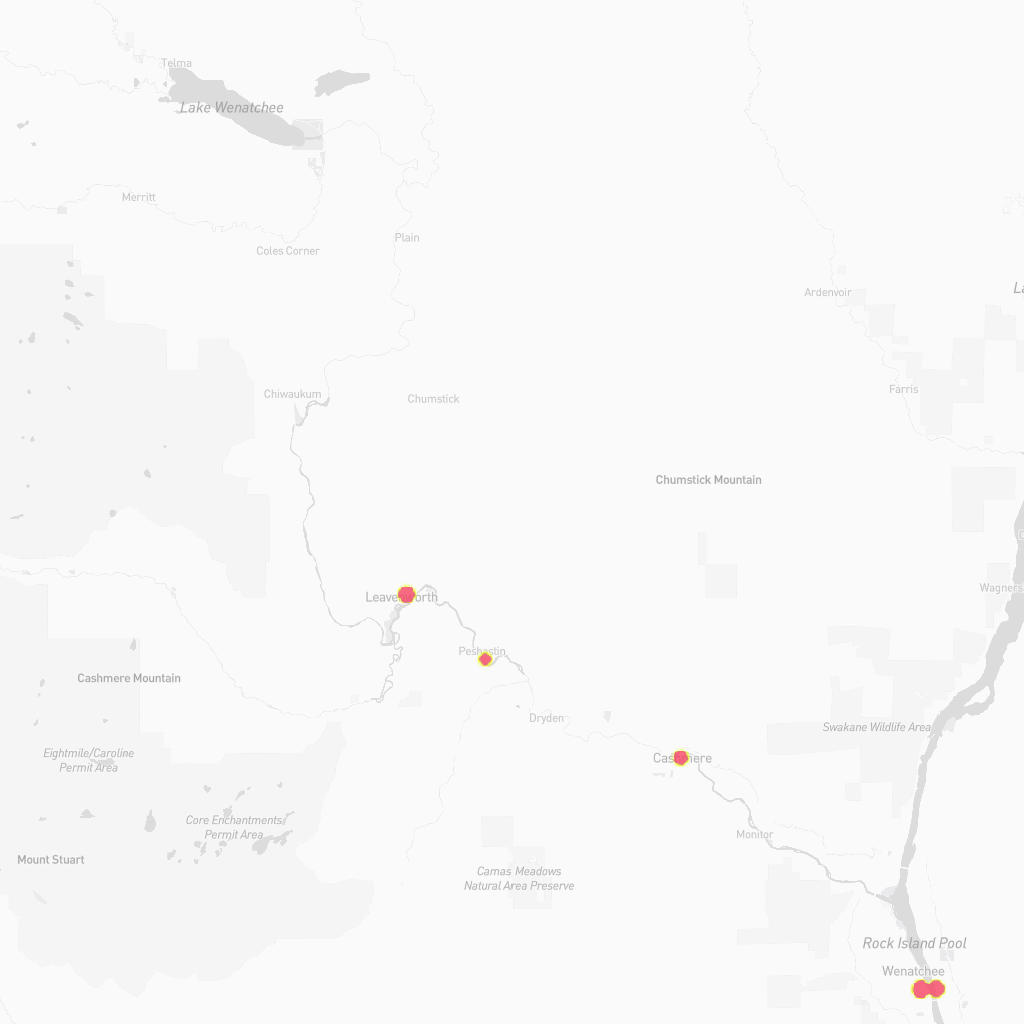 Telma
Lake Wenatchee
Merritt
Plain
Coles Corner
Ardenvoir
Farris
Chiwaukum
Chumstick
Chumstick Mountain
Wagners
Leavenworth
Peshastin
Cashmere Mountain
Dryden
Swakane Wildlife Area
Eightmile/Caroline
Permit Area
Cashmere
Core Enchantments
Permit Area
Monitor
Mount Stuart
Camas Meadows
Natural Area Preserve
Rock Island Pool
Wenatchee